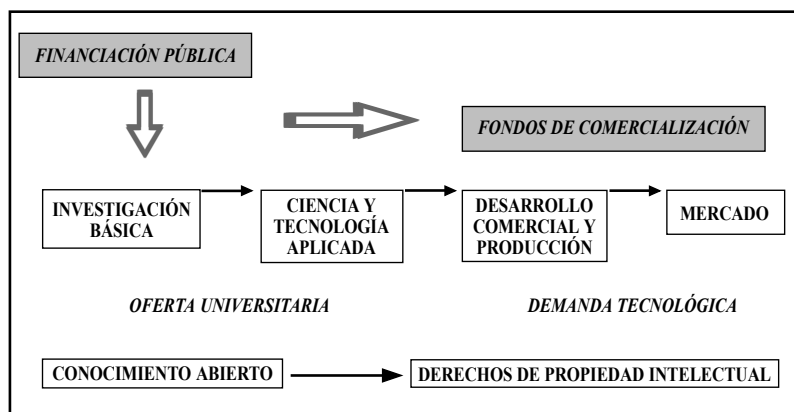 FINANCIACIÓN PÚBLICA
FONDOS DE COMERCIALIZACIÓN
INVESTIGACIÓN
BÁSICA
CIENCIA Y
TECNOLOGÍA
APLICADA
DESARROLLO
COMERCIAL Y
PRODUCCIÓN
MERCADO
OFERTA UNIVERSITARIA
DEMANDA TECNOLÓGICA
CONOCIMIENTO ABIERTO
DERECHOS DE PROPIEDAD INTELECTUAL